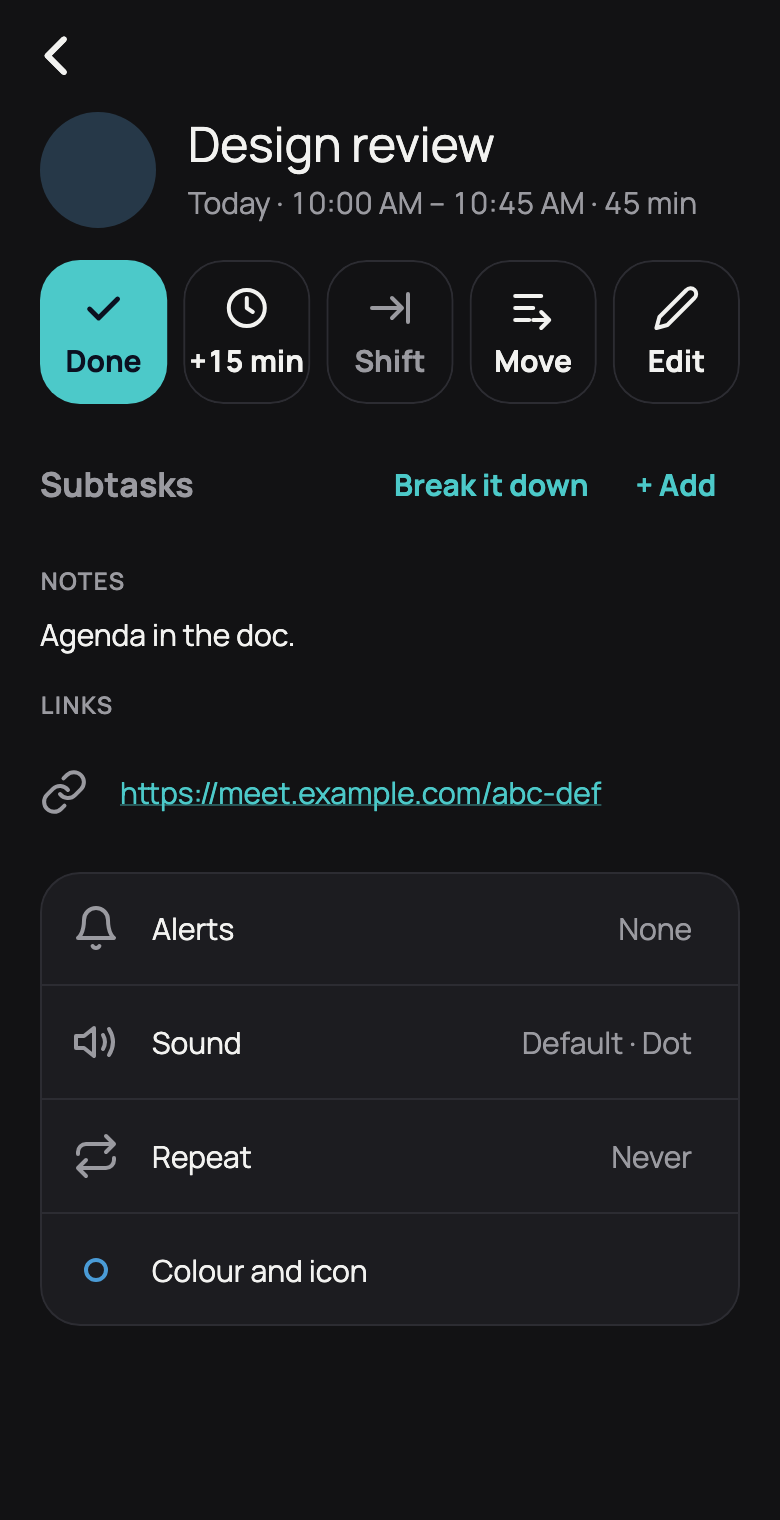 Design review
Today · 10:00 AM – 10:45 AM · 45 min
Done
+15 min
Shift
Move
Edit
Subtasks
Break it down
+ Add
NOTES
Agenda in the doc.
LINKS
https://meet.example.com/abc-def
Alerts
None
Sound
Default · Dot
Repeat
Never
Colour and icon